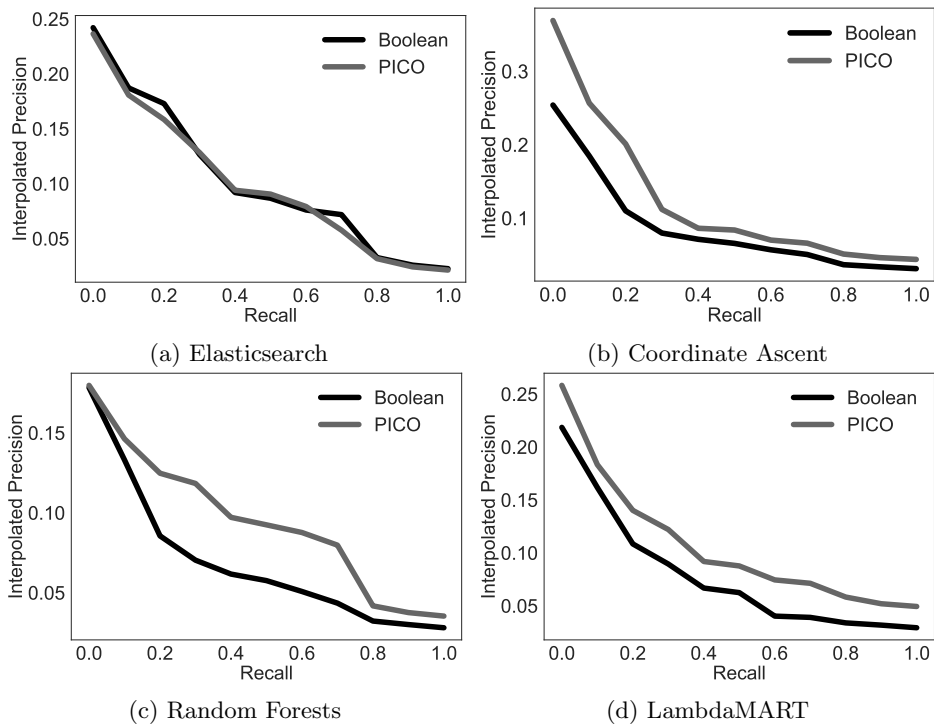 0.25
0.20
0.15
0.10
0.05
Interpolated Precision
Boolean
PICO
0.0 0.2 0.4 0.6 0.8 1.0
Recall
(a) Elasticsearch
0.3
0.2
0.1
Interpolated Precision
Boolean
PICO
0.0 0.2 0.4 0.6 0.8 1.0
Recall
(b) Coordinate Ascent
0.15
0.10
0.05
Interpolated Precision
Boolean
PICO
0.0 0.2 0.4 0.6 0.8 1.0
Recall
(c) Random Forests
0.25
0.20
0.15
0.10
0.05
Interpolated Precision
Boolean
PICO
0.0 0.2 0.4 0.6 0.8 1.0
Recall
(d) LambdaMART